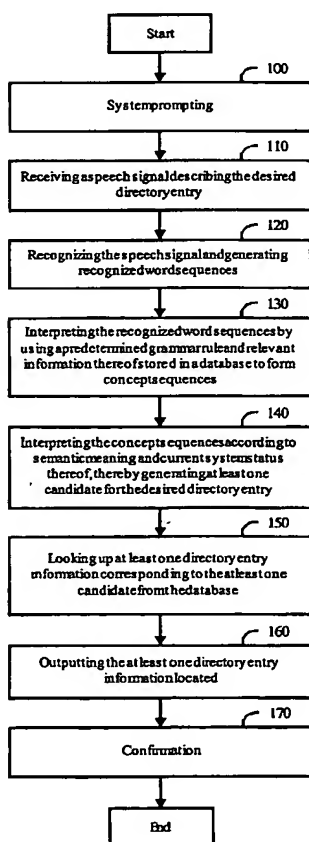 Start
100
System prompting
110
Receiving a speech signal describing the desired
directory entry
120
Recognizing the speech signal and generating
recognized word sequences
130
Interpreting the recognized word sequences by
using a predetermined grammar rule and relevant
information thereof stored in a database to form
concept sequences
140
Interpreting the concept sequences according to
semantic meaning and current system status
thereof, thereby generating at least one
candidate for the desired directory entry
150
Looking up at least one directory entry
information corresponding to the at least one
candidate from the database
160
Outputting the at least one directory entry
information located
170
Confirmation
End